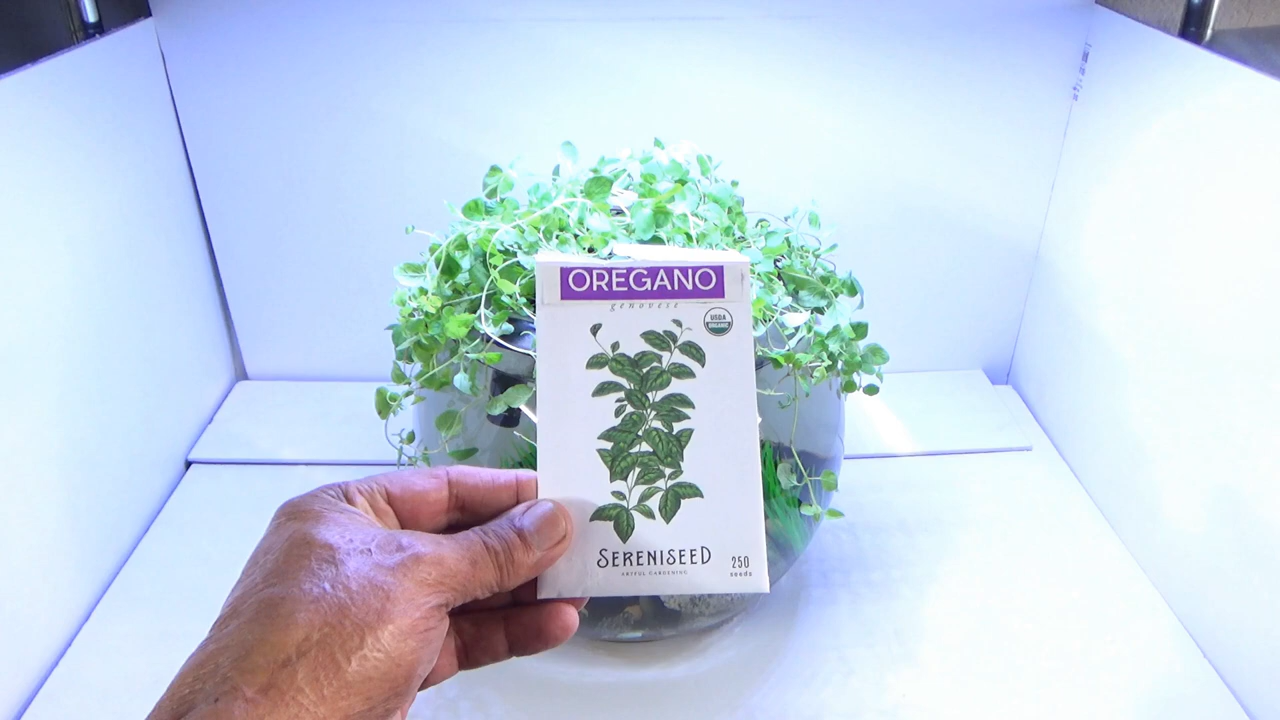 OREGANO
genovese
USDA
ORGANIC
SERENISEED
ARTFUL GARDENING
250
seeds